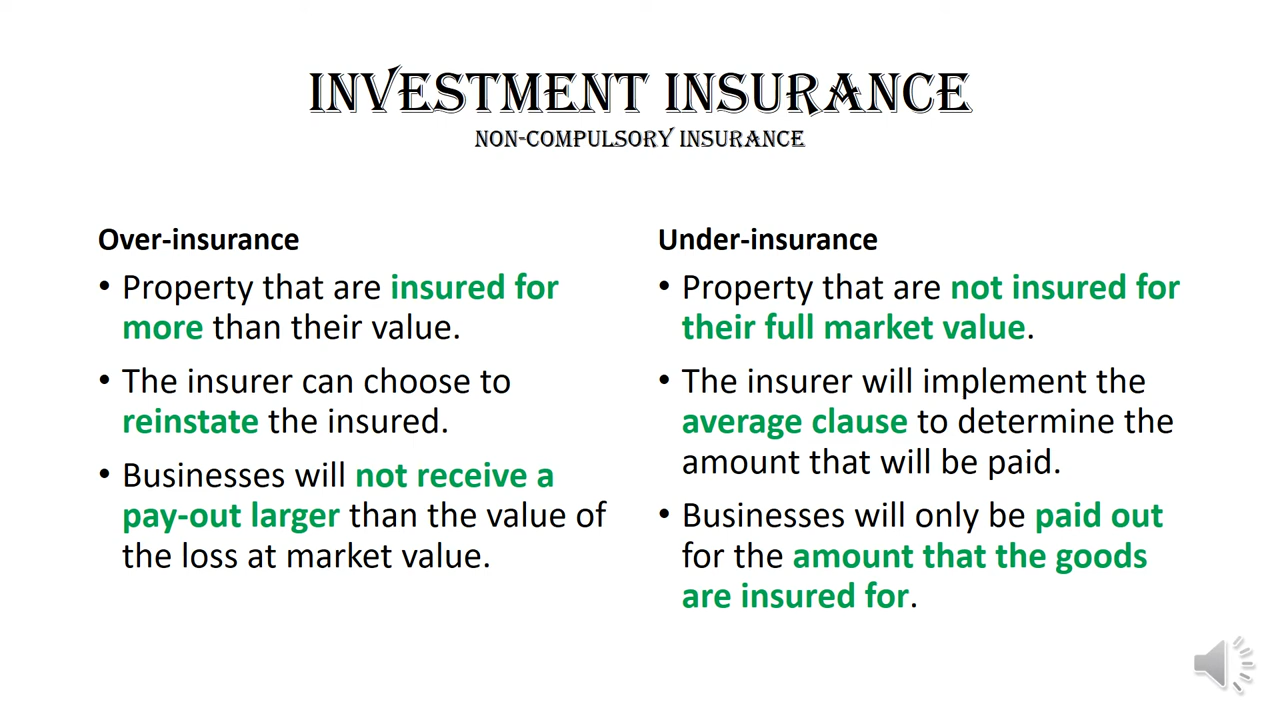 INVESTMENT INSURANCE
NON-COMPULSORY INSURANCE
Over-insurance
• Property that are insured for
more than their value.
• The insurer can choose to
reinstate the insured.
• Businesses will not receive a
pay-out larger than the value of
the loss at market value.
Under-insurance
• Property that are not insured for
their full market value.
• The insurer will implement the
average clause to determine the
amount that will be paid.
• Businesses will only be paid out
for the amount that the goods
are insured for.